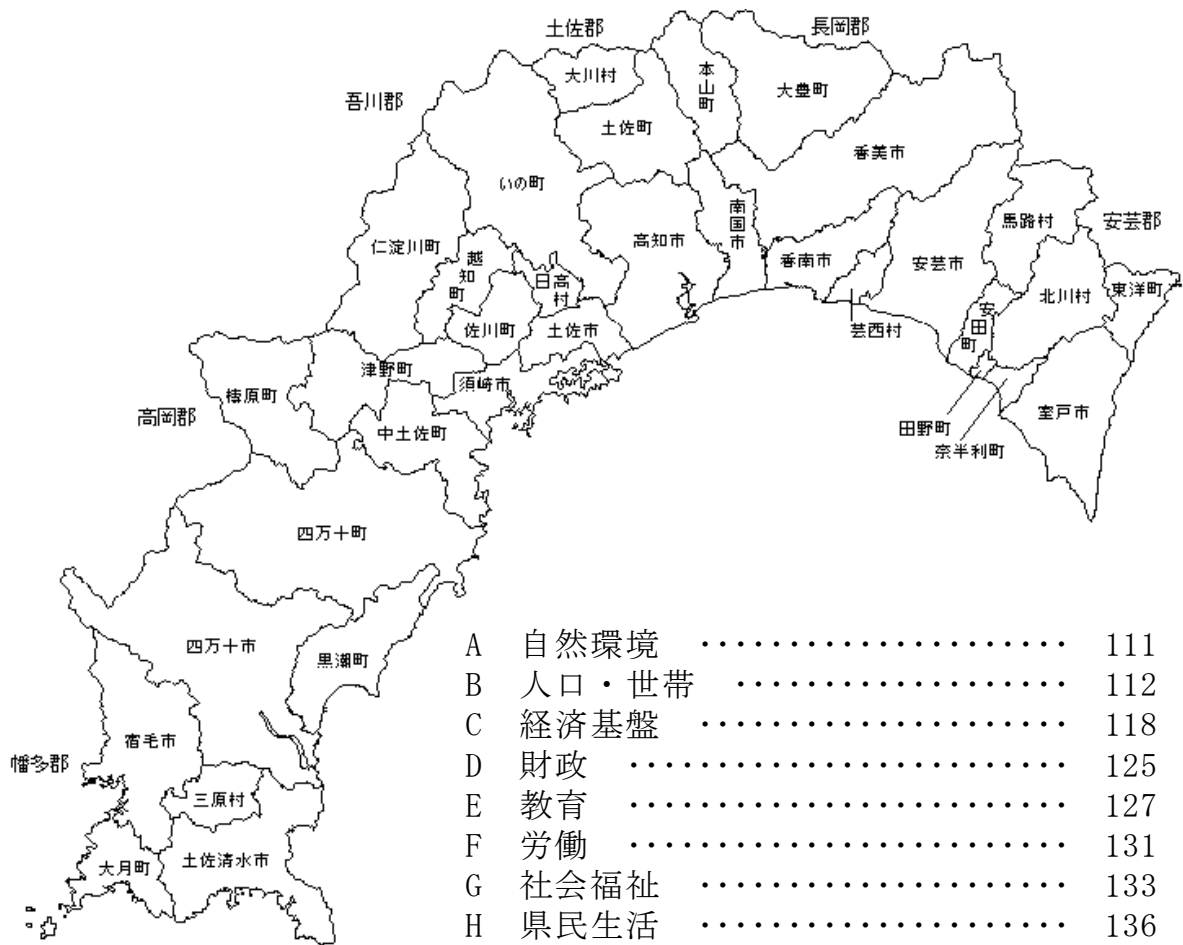 土佐郡
長岡郡
吾川郡
大川村
本山町
大豊町
土佐町
香美市
いの町
南国市
馬路村
安芸郡
仁淀川町
越知町
高知市
香南市
安芸市
日高村
北川村
東洋町
佐川町
土佐市
芸西村
安田町
津野町
須崎市
梼原町
高岡郡
中土佐町
田野町
奈半利町
室戸市
四万十町
四万十市
黒潮町
宿毛市
幡多郡
三原村
大月町
土佐清水市
A 自然環境 ‥‥‥‥‥‥‥‥‥‥ 111
B 人口・世帯 ‥‥‥‥‥‥‥‥‥ 112
C 経済基盤 ‥‥‥‥‥‥‥‥‥‥ 118
D 財政 ‥‥‥‥‥‥‥‥‥‥‥‥ 125
E 教育 ‥‥‥‥‥‥‥‥‥‥‥‥ 127
F 労働 ‥‥‥‥‥‥‥‥‥‥‥‥ 131
G 社会福祉 ‥‥‥‥‥‥‥‥‥‥ 133
H 県民生活 ‥‥‥‥‥‥‥‥‥‥ 136